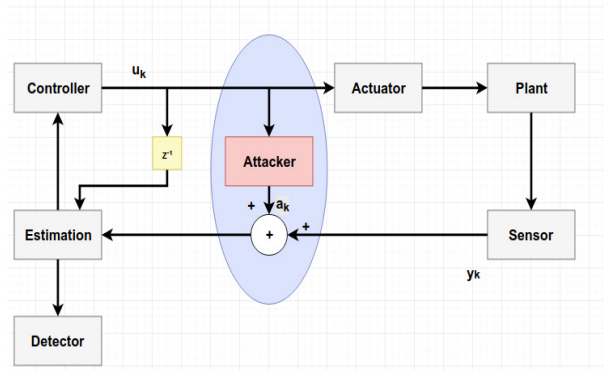 uk
Controller
Actuator
Plant
z⁻¹
Attacker
+
ak
+
+
Estimation
Sensor
yk
Detector